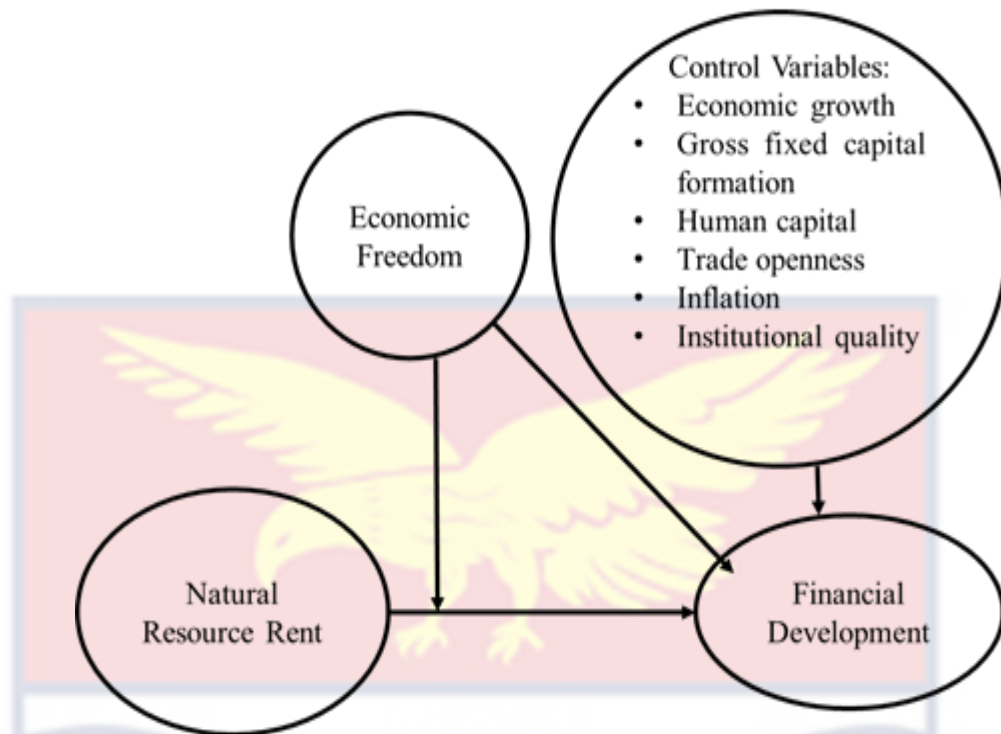 Control Variables:
• Economic growth
• Gross fixed capital
formation
• Human capital
• Trade openness
• Inflation
• Institutional quality
Economic
Freedom
Natural
Resource Rent
Financial
Development